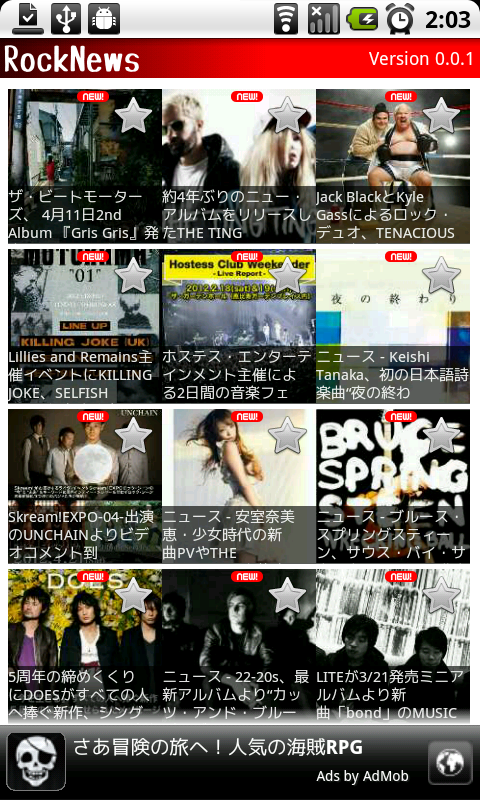 2:03
RockNews
Version 0.0.1
NEW!
NEW!
NEW!
ザ・ビートモーター
ズ、 4月11日2nd
Album 『Gris Gris』発
約4年ぶりのニュー・
アルバムをリリースし
たTHE TING
Jack BlackとKyle
Gassによるロック・
デュオ、TENACIOUS
NEW!
NEW!
NEW!
"01"
LINE UP
KILLING JOKE (UK)
Lillies and Remains主
催イベントにKILLING
JOKE、SELFISH
Hostess Club Weekender
- Live Report -
2012.2.18(sat)&19(
ホステス・エンターテ
インメント主催によ
る2日間の音楽フェ
夜の終わり
ニュース - Keishi
Tanaka、初の日本語詩
楽曲“夜の終わ
NEW!
NEW!
NEW!
UNCHAIN
Skream!EXPO-04-出演
のUNCHAINよりビデ
オコメント到
ニュース - 安室奈美
恵・少女時代の新
曲PVやTHE
BRUCE
SPRING
STEEN
ニュース - ブルース・
スプリングスティー
ン、サウス・バイ・サ
NEW!
NEW!
NEW!
DOES
5周年の締めくくり
にDOESがすべての人
へ捧ぐ新作、シング
ニュース - 22-20s、最
新アルバムより“カッ
ツ・アンド・ブルー
LITEが3/21発売ミニア
ルバムより新
曲「bond」のMUSIC
さあ冒険の旅へ！人気の海賊RPG
Ads by AdMob